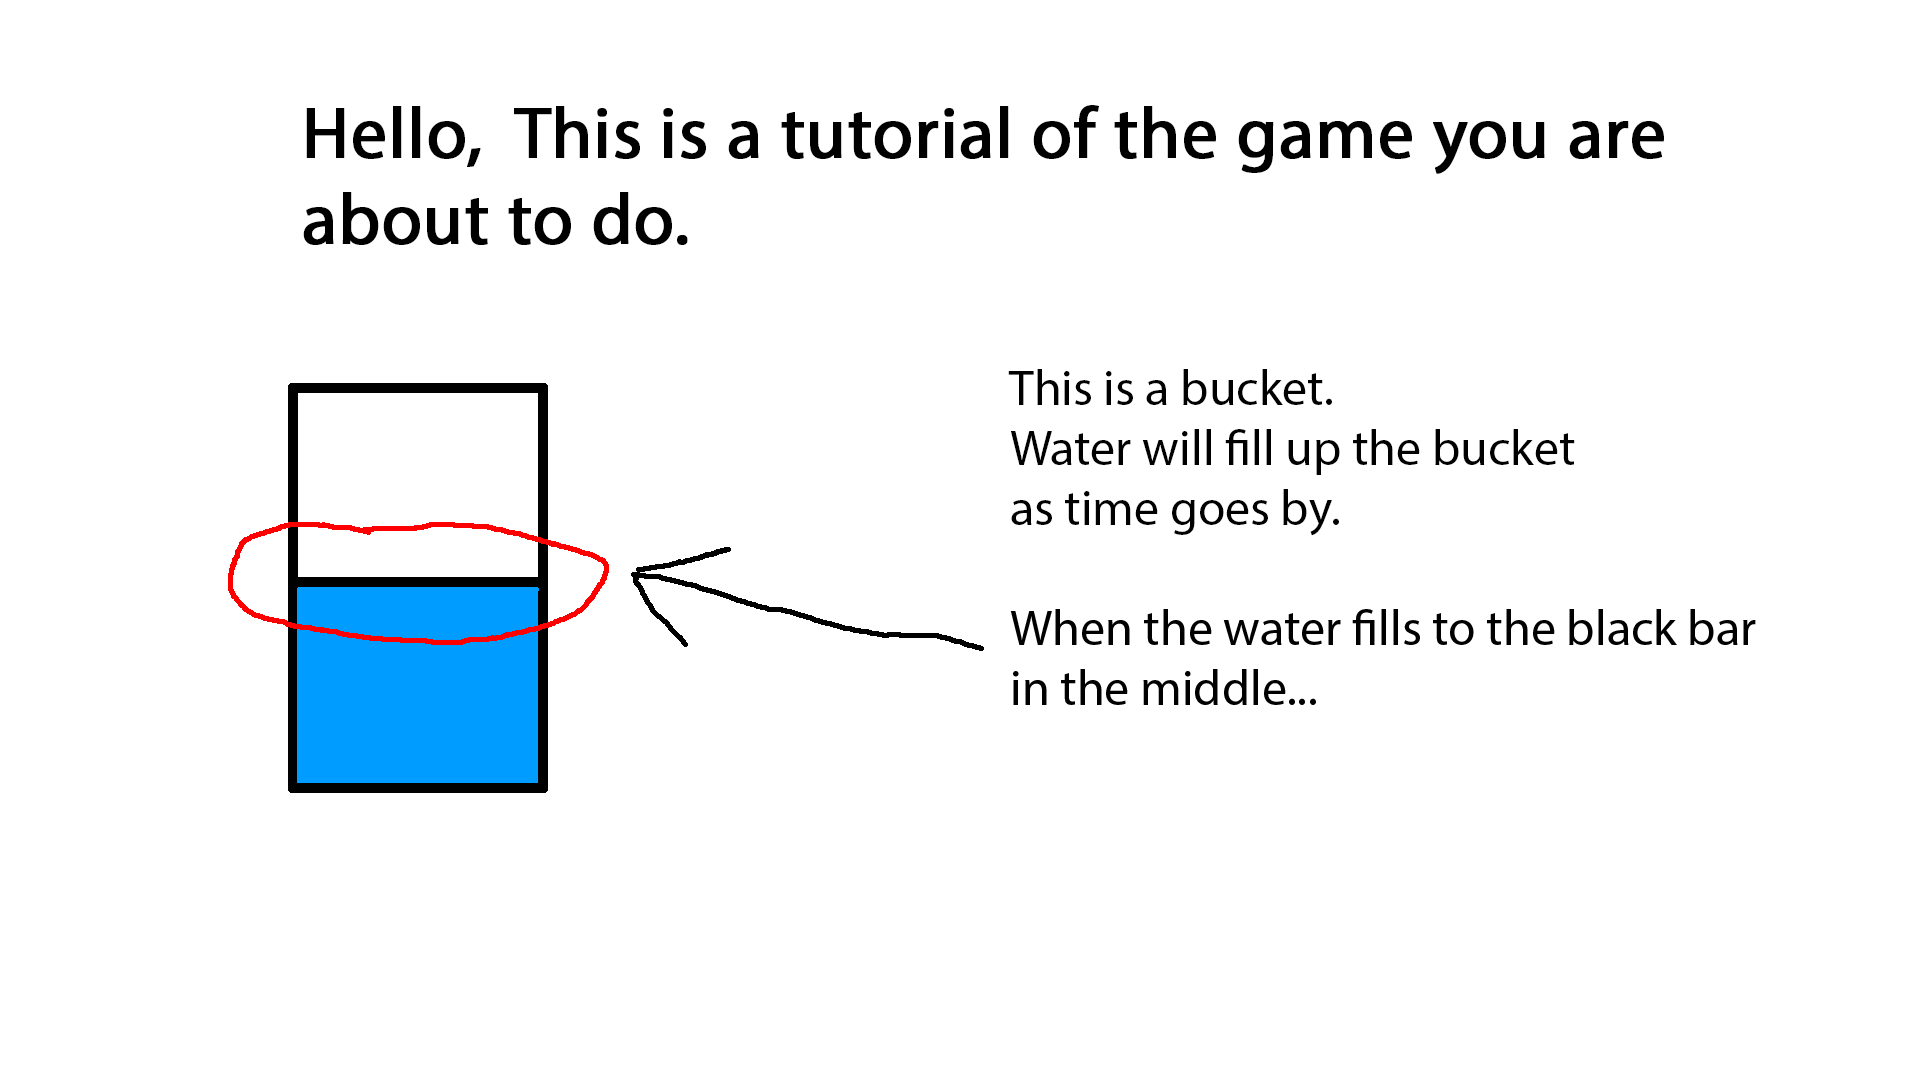 Hello, This is a tutorial of the game you are
about to do.
This is a bucket.
Water will fill up the bucket
as time goes by.
When the water fills to the black bar
in the middle...